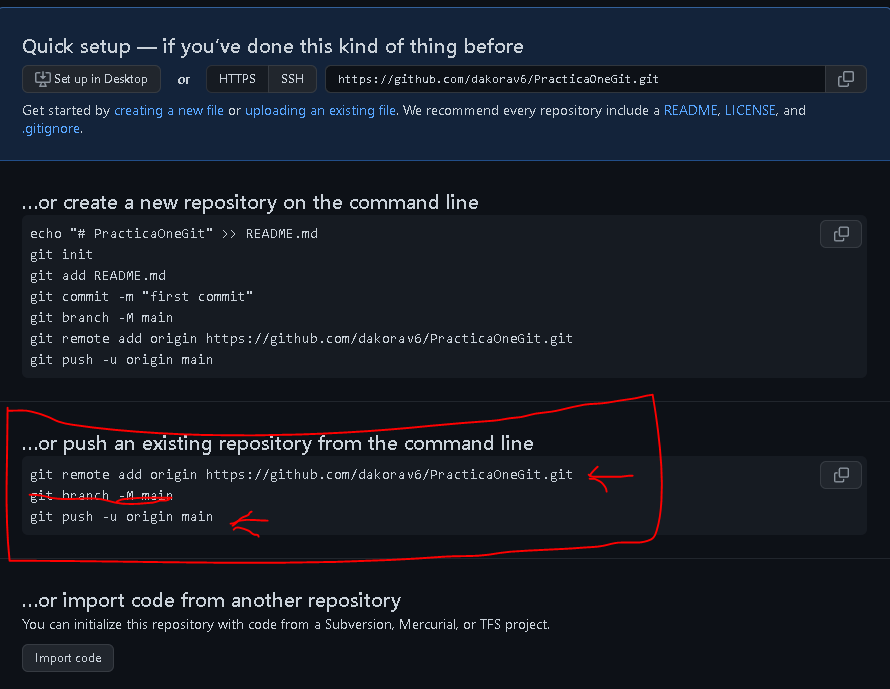 Quick setup — if you've done this kind of thing before
Set up in Desktop or HTTPS SSH https://github.com/dakorav6/PracticaOneGit.git
Get started by creating a new file or uploading an existing file. We recommend every repository include a README, LICENSE, and
.gitignore.
...or create a new repository on the command line
echo "# PracticaOneGit" >> README.md
git init
git add README.md
git commit -m "first commit"
git branch -M main
git remote add origin https://github.com/dakorav6/PracticaOneGit.git
git push -u origin main
...or push an existing repository from the command line
git remote add origin https://github.com/dakorav6/PracticaOneGit.git
git branch -M main
git push -u origin main
...or import code from another repository
You can initialize this repository with code from a Subversion, Mercurial, or TFS project.
Import code